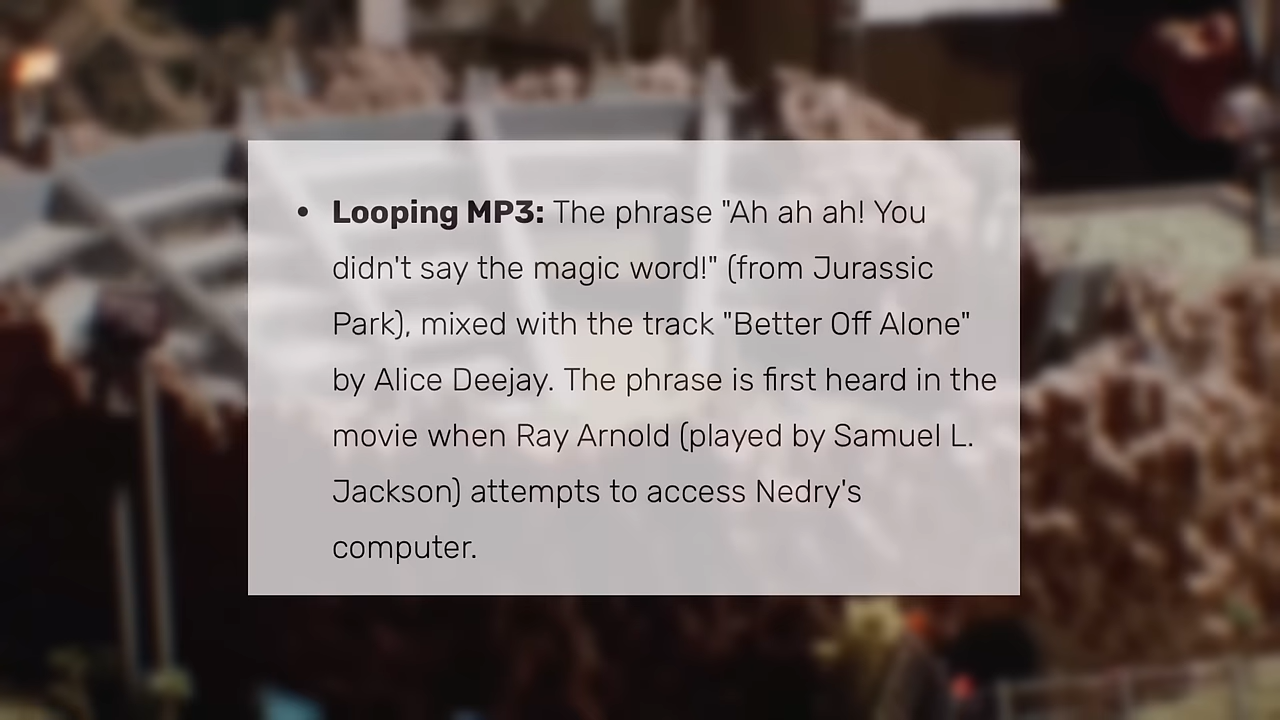 • Looping MP3: The phrase "Ah ah ah! You
didn't say the magic word!" (from Jurassic
Park), mixed with the track "Better Off Alone"
by Alice Deejay. The phrase is first heard in the
movie when Ray Arnold (played by Samuel L.
Jackson) attempts to access Nedry's
computer.